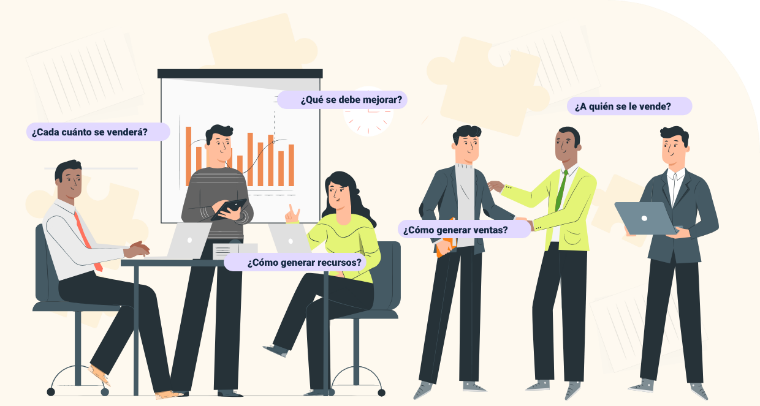 ¿Qué se debe mejorar?
¿A quién se le vende?
¿Cada cuánto se venderá?
¿Cómo generar ventas?
¿Cómo generar recursos?